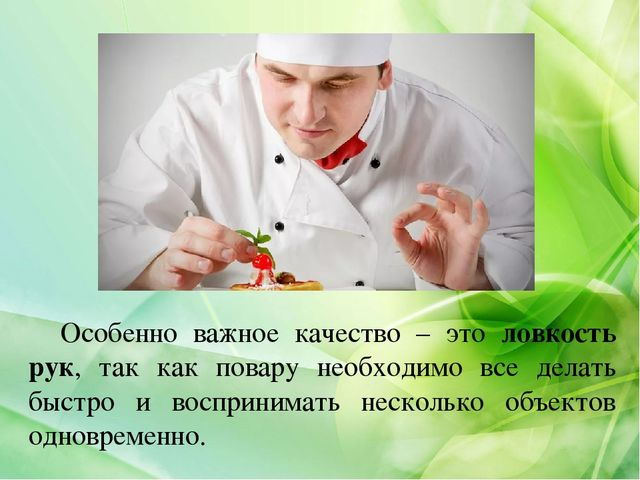 Особенно важное качество – это ловкость
рук, так как повару необходимо все делать
быстро и воспринимать несколько объектов
одновременно.